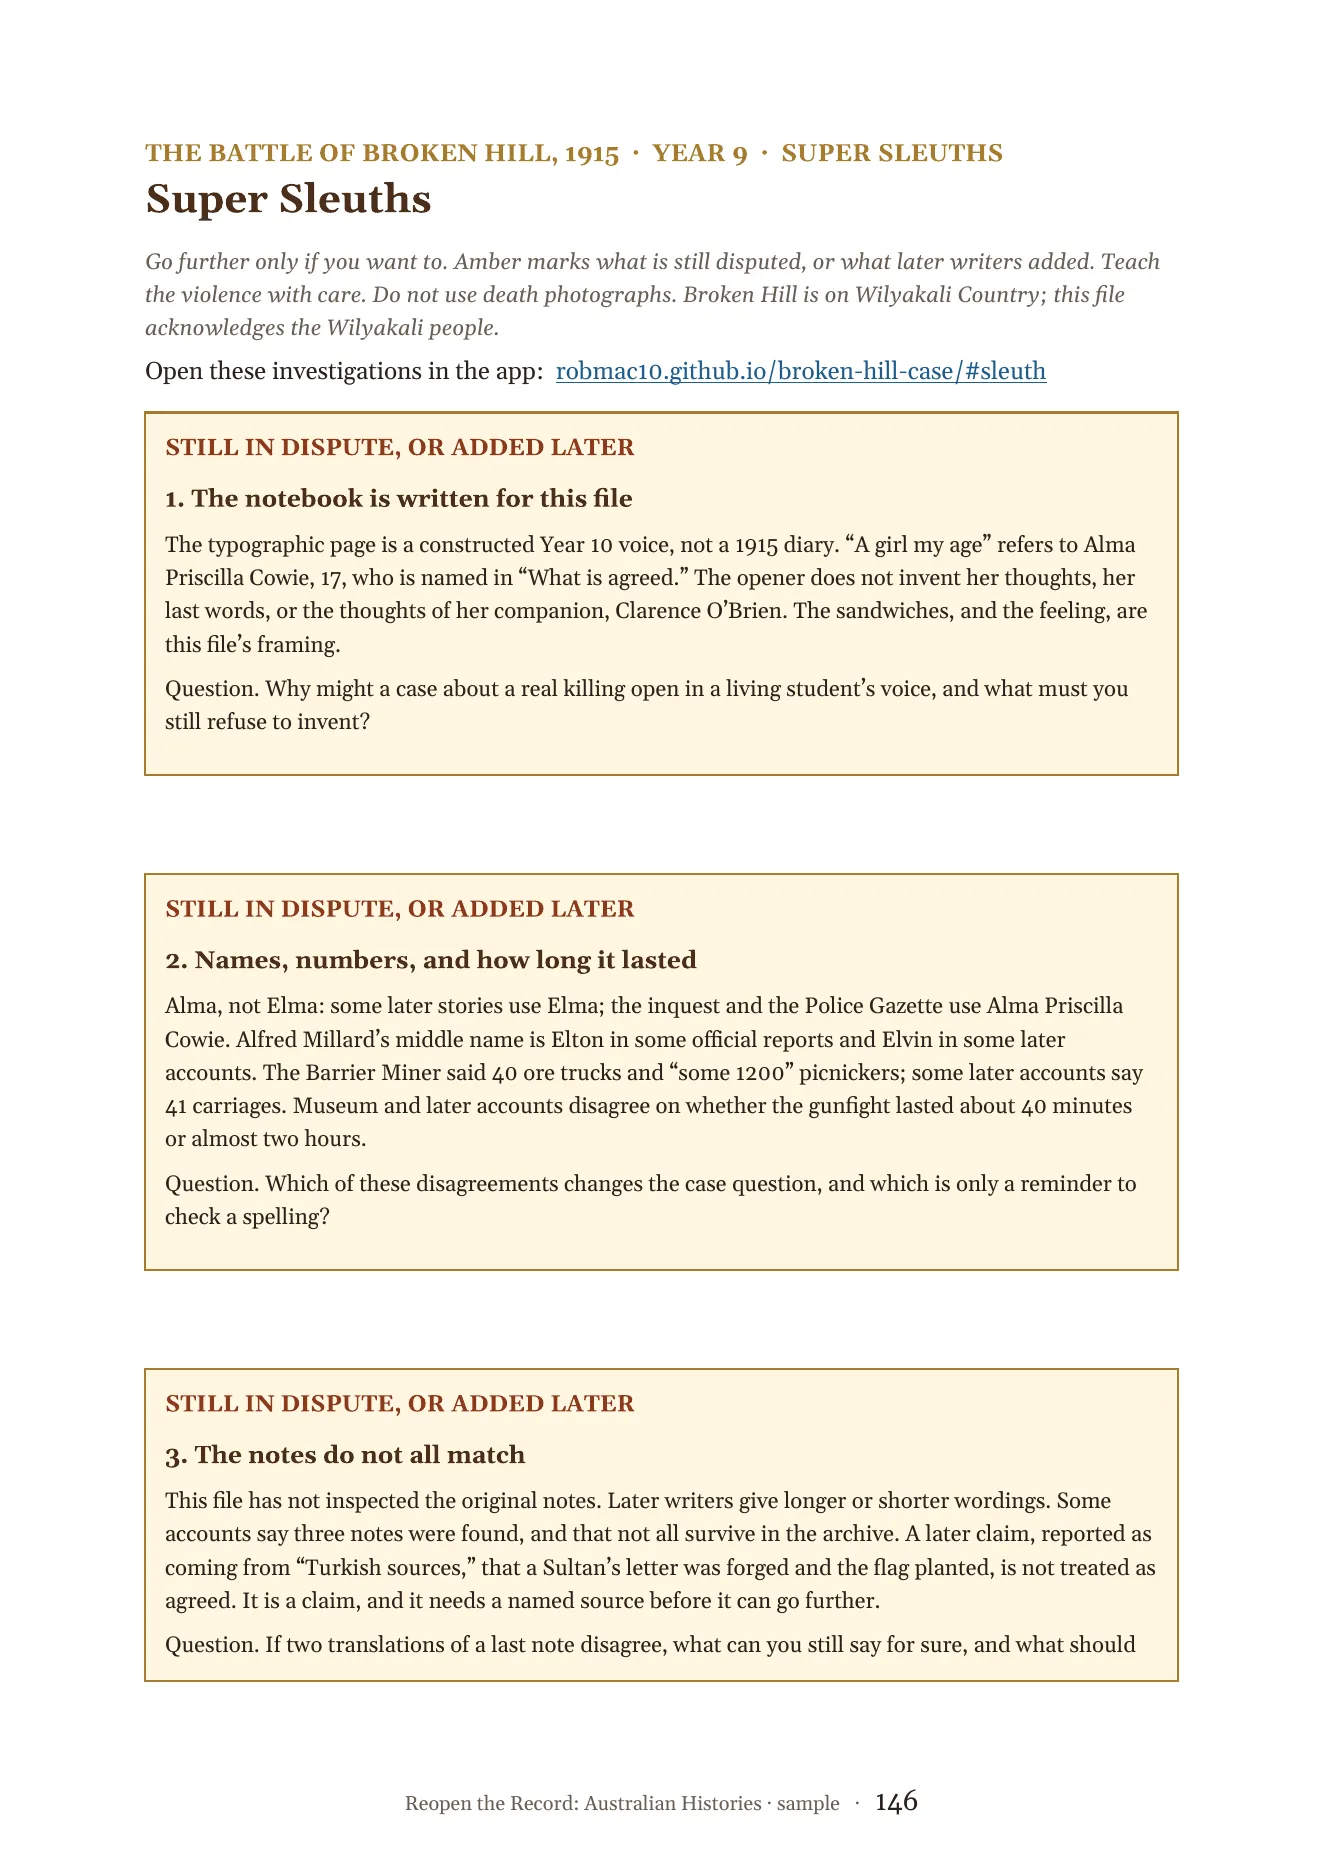 THE BATTLE OF BROKEN HILL, 1915 · YEAR 9 · SUPER SLEUTHS
Super Sleuths
Go further only if you want to. Amber marks what is still disputed, or what later writers added. Teach
the violence with care. Do not use death photographs. Broken Hill is on Wilyakali Country; this file
acknowledges the Wilyakali people.
Open these investigations in the app: robmac10.github.io/broken-hill-case/#sleuth
STILL IN DISPUTE, OR ADDED LATER
1. The notebook is written for this file
The typographic page is a constructed Year 10 voice, not a 1915 diary. “A girl my age” refers to Alma
Priscilla Cowie, 17, who is named in “What is agreed.” The opener does not invent her thoughts, her
last words, or the thoughts of her companion, Clarence O’Brien. The sandwiches, and the feeling, are
this file’s framing.
Question. Why might a case about a real killing open in a living student’s voice, and what must you
still refuse to invent?
STILL IN DISPUTE, OR ADDED LATER
2. Names, numbers, and how long it lasted
Alma, not Elma: some later stories use Elma; the inquest and the Police Gazette use Alma Priscilla
Cowie. Alfred Millard’s middle name is Elton in some official reports and Elvin in some later
accounts. The Barrier Miner said 40 ore trucks and “some 1200” picnickers; some later accounts say
41 carriages. Museum and later accounts disagree on whether the gunfight lasted about 40 minutes
or almost two hours.
Question. Which of these disagreements changes the case question, and which is only a reminder to
check a spelling?
STILL IN DISPUTE, OR ADDED LATER
3. The notes do not all match
This file has not inspected the original notes. Later writers give longer or shorter wordings. Some
accounts say three notes were found, and that not all survive in the archive. A later claim, reported as
coming from “Turkish sources,” that a Sultan’s letter was forged and the flag planted, is not treated as
agreed. It is a claim, and it needs a named source before it can go further.
Question. If two translations of a last note disagree, what can you still say for sure, and what should
Reopen the Record: Australian Histories · sample · 146